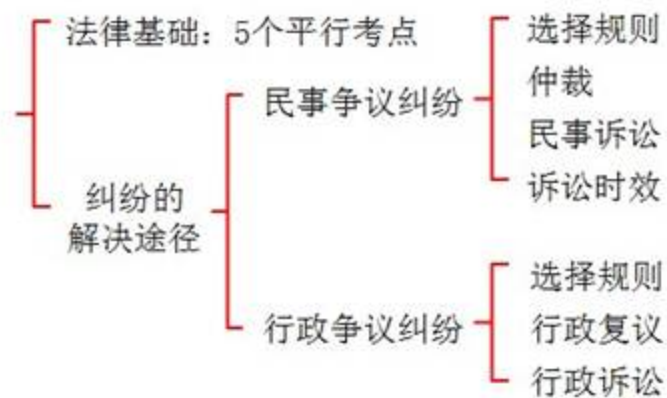 法律基础：5个平行考点
纠纷的
解决途径
民事争议纠纷
选择规则
仲裁
民事诉讼
诉讼时效
行政争议纠纷
选择规则
行政复议
行政诉讼